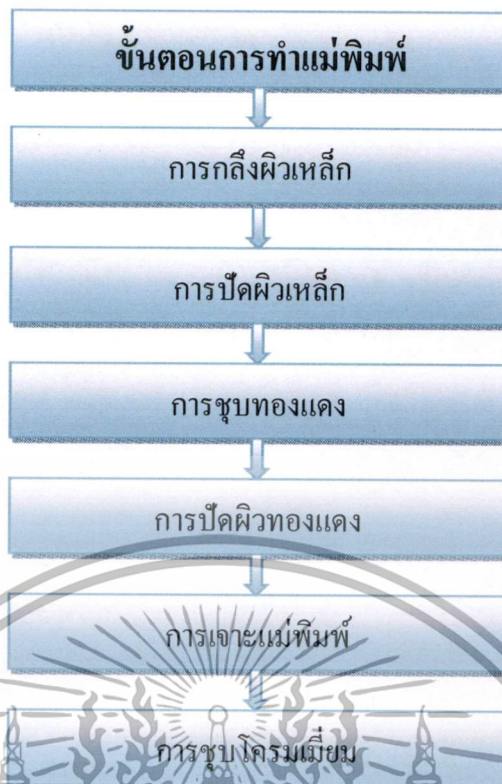 ขั้นตอนการทำแม่พิมพ์
การกลึงผิวเหล็ก
การปัดผิวเหล็ก
การชุบทองแดง
การปัดผิวทองแดง
การเจาะแม่พิมพ์
การชุบโครมเมี่ยม